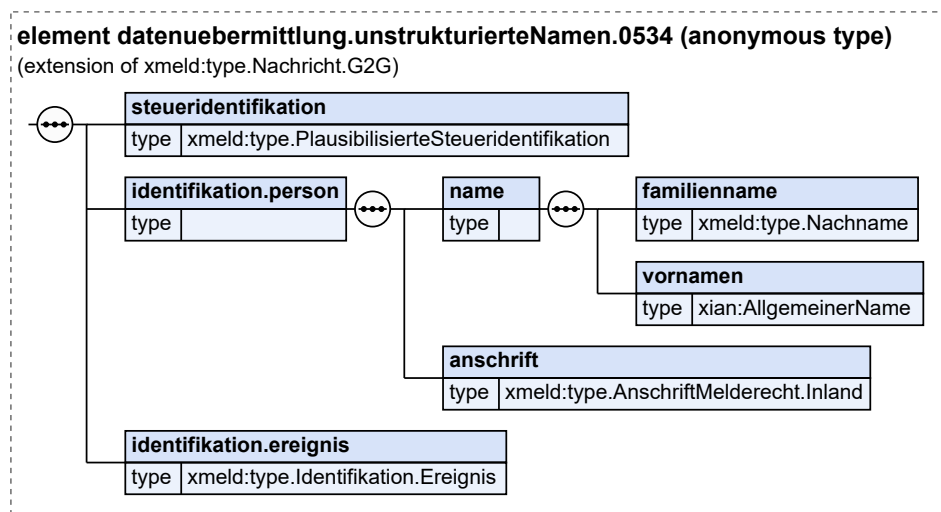 element datenuebermittlung.unstrukturierteNamen.0534 (anonymous type)
(extension of xmeld:type.Nachricht.G2G)
steueridentifikation
type xmeld:type.PlausibilisierteSteueridentifikation
identifikation.person
type
name
type
familienname
type xmeld:type.Nachname
vornamen
type xian:AllgemeinerName
anschrift
type xmeld:type.AnschriftMelderecht.Inland
identifikation.ereignis
type xmeld:type.Identifikation.Ereignis